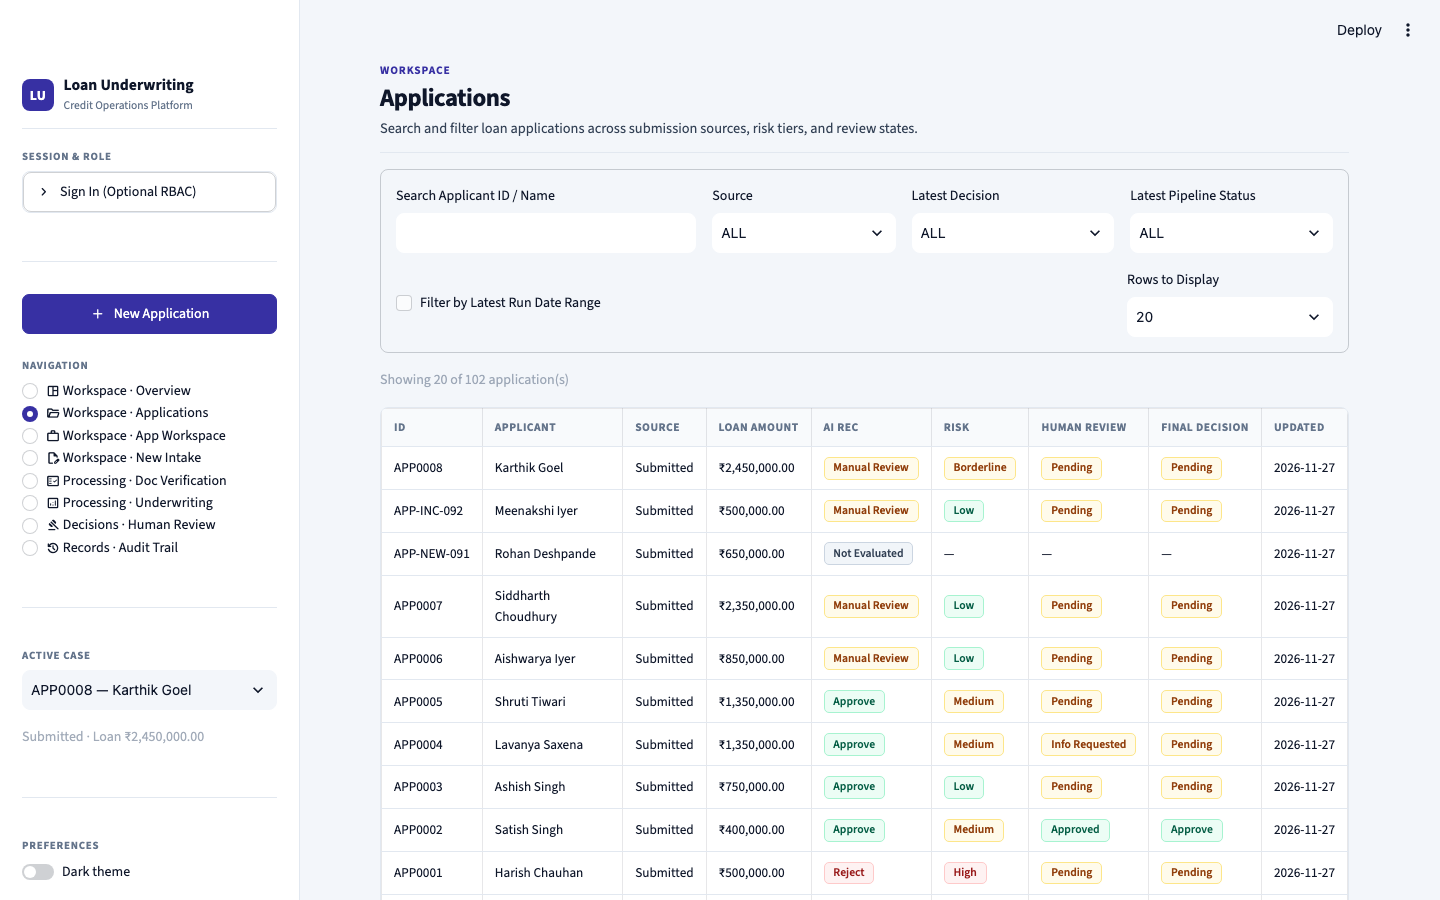 Deploy
LU
Loan Underwriting
Credit Operations Platform
SESSION & ROLE
Sign In (Optional RBAC)
+ New Application
NAVIGATION
Workspace · Overview
Workspace · Applications
Workspace · App Workspace
Workspace · New Intake
Processing · Doc Verification
Processing · Underwriting
Decisions · Human Review
Records · Audit Trail
ACTIVE CASE
APP0008 — Karthik Goel
Submitted · Loan ₹2,450,000.00
PREFERENCES
Dark theme
WORKSPACE
Applications
Search and filter loan applications across submission sources, risk tiers, and review states.
Search Applicant ID / Name Source Latest Decision Latest Pipeline Status
ALL ALL ALL
Rows to Display
Filter by Latest Run Date Range
20
Showing 20 of 102 application(s)
ID APPLICANT SOURCE LOAN AMOUNT AI REC RISK HUMAN REVIEW FINAL DECISION UPDATED
APP0008 Karthik Goel Submitted ₹2,450,000.00 Manual Review Borderline Pending Pending 2026-11-27
APP-INC-092 Meenakshi Iyer Submitted ₹500,000.00 Manual Review Low Pending Pending 2026-11-27
APP-NEW-091 Rohan Deshpande Submitted ₹650,000.00 Not Evaluated — — — 2026-11-27
APP0007 Siddharth Choudhury Submitted ₹2,350,000.00 Manual Review Low Pending Pending 2026-11-27
APP0006 Aishwarya Iyer Submitted ₹850,000.00 Manual Review Low Pending Pending 2026-11-27
APP0005 Shruti Tiwari Submitted ₹1,350,000.00 Approve Medium Pending Pending 2026-11-27
APP0004 Lavanya Saxena Submitted ₹1,350,000.00 Approve Medium Info Requested Pending 2026-11-27
APP0003 Ashish Singh Submitted ₹750,000.00 Approve Low Pending Pending 2026-11-27
APP0002 Satish Singh Submitted ₹400,000.00 Approve Medium Approved Approve 2026-11-27
APP0001 Harish Chauhan Submitted ₹500,000.00 Reject High Pending Pending 2026-11-27